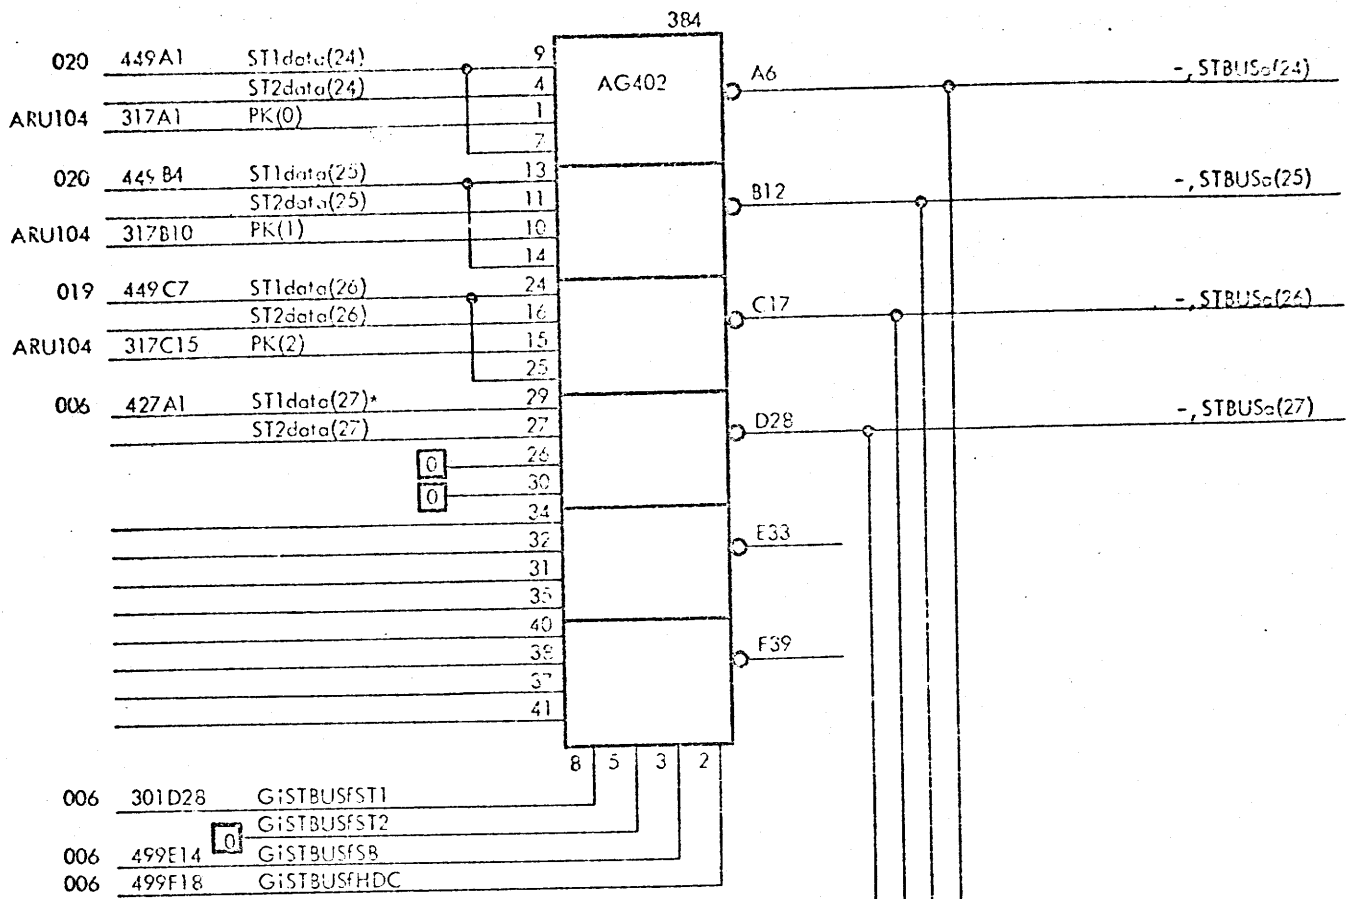 384
020 449A1 ST1data(24) 9 AG402 A6 -,STBUSa(24)
ST2data(24) 4
ARU104 317A1 PK(0) 1
7
020 449B4 ST1data(25) 13 B12 -,STBUSa(25)
ST2data(25) 11
ARU104 317B10 PK(1) 10
14
019 449C7 ST1data(26) 24 C17 -,STBUSa(26)
ST2data(26) 16
ARU104 317C15 PK(2) 15
25
006 427A1 ST1data(27)* 29 D28 -,STBUSa(27)
ST2data(27) 27
0 26
0 30
34
32 E33
31
35
40
38 F39
37
41
8 5 3 2
006 301D28 GiSTBUSfST1
0 GiSTBUSfST2
006 499E14 GiSTBUSfSB
006 499F18 GiSTBUSfHDC